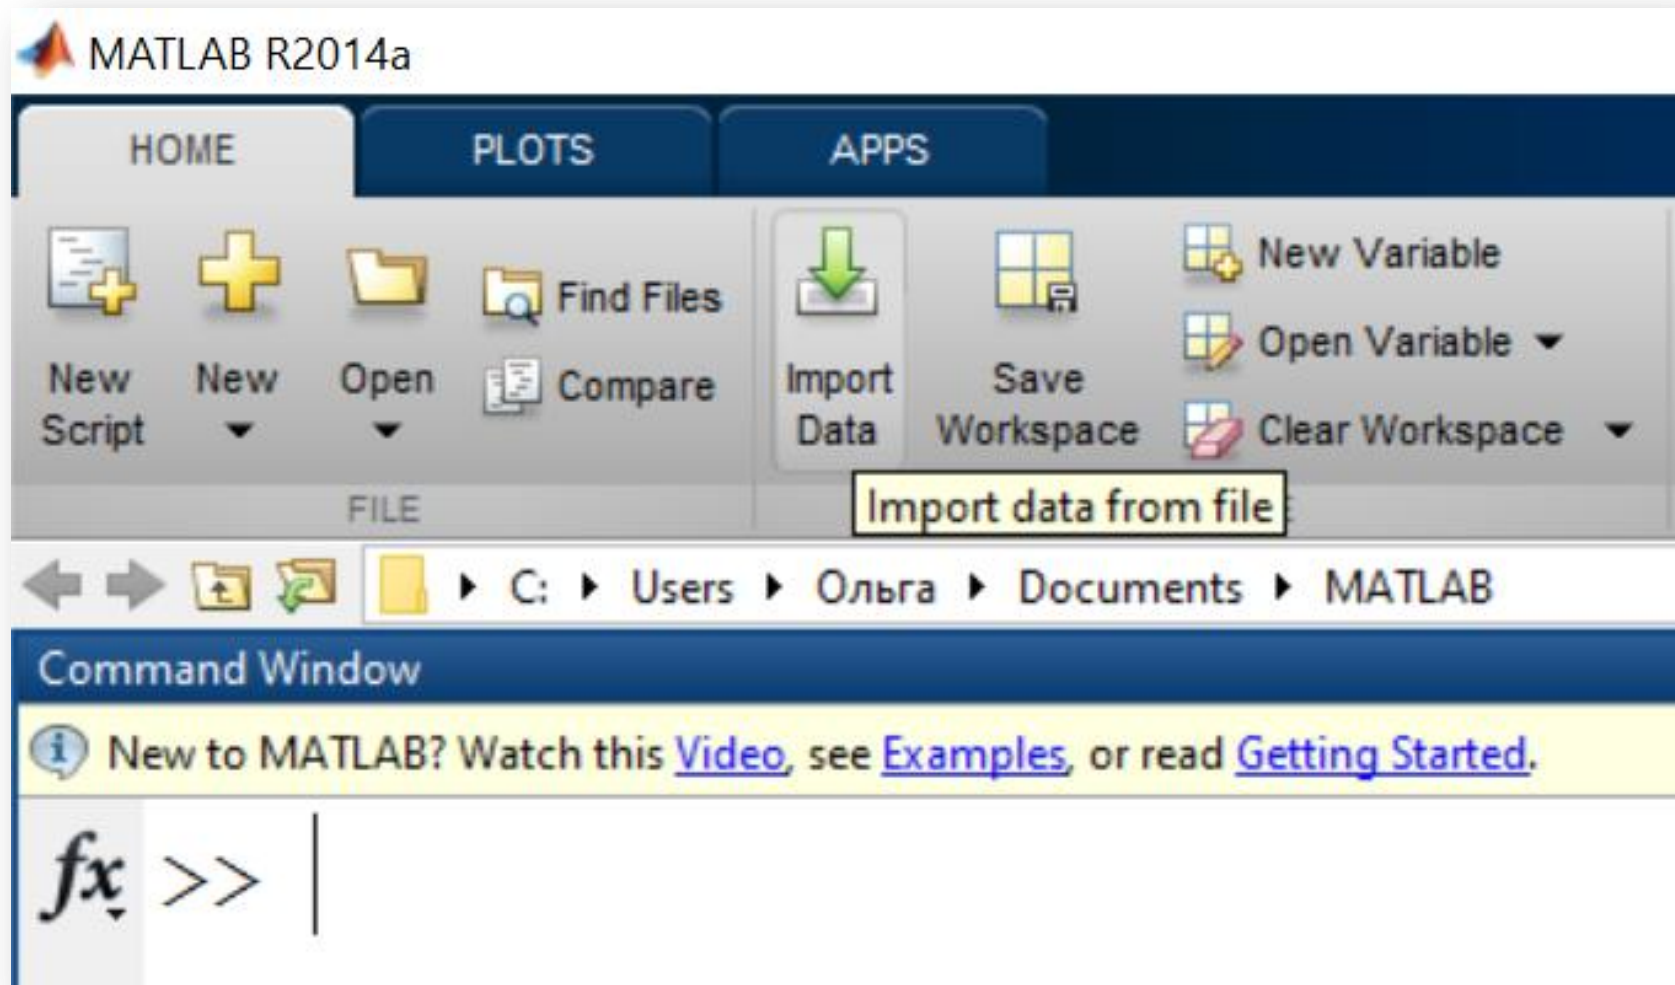 MATLAB R2014a
HOME PLOTS APPS
New Script
New
Open
Find Files
Compare
Import Data
Save Workspace
New Variable
Open Variable
Clear Workspace
FILE
Import data from file
C: Users Ольга Documents MATLAB
Command Window
New to MATLAB? Watch this Video, see Examples, or read Getting Started.
fx >>